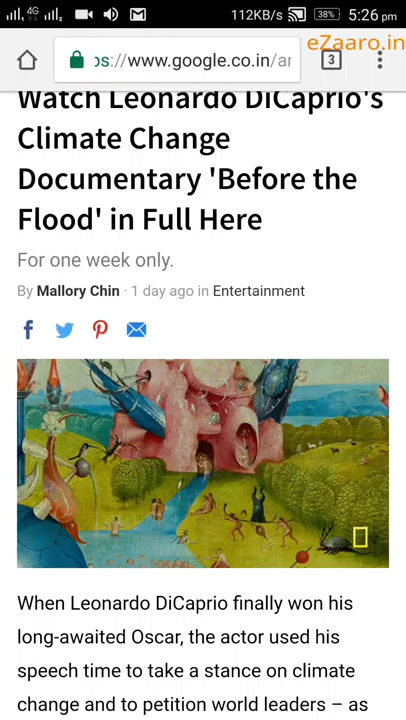 4G 112KB/s 38% 5:26 pm
eZaaro.in
ps://www.google.co.in/ar 3
Watch Leonardo DiCaprio's
Climate Change
Documentary 'Before the
Flood' in Full Here
For one week only.
By Mallory Chin · 1 day ago in Entertainment
When Leonardo DiCaprio finally won his
long-awaited Oscar, the actor used his
speech time to take a stance on climate
change and to petition world leaders – as